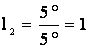 l₂ = 5°/5° = 1